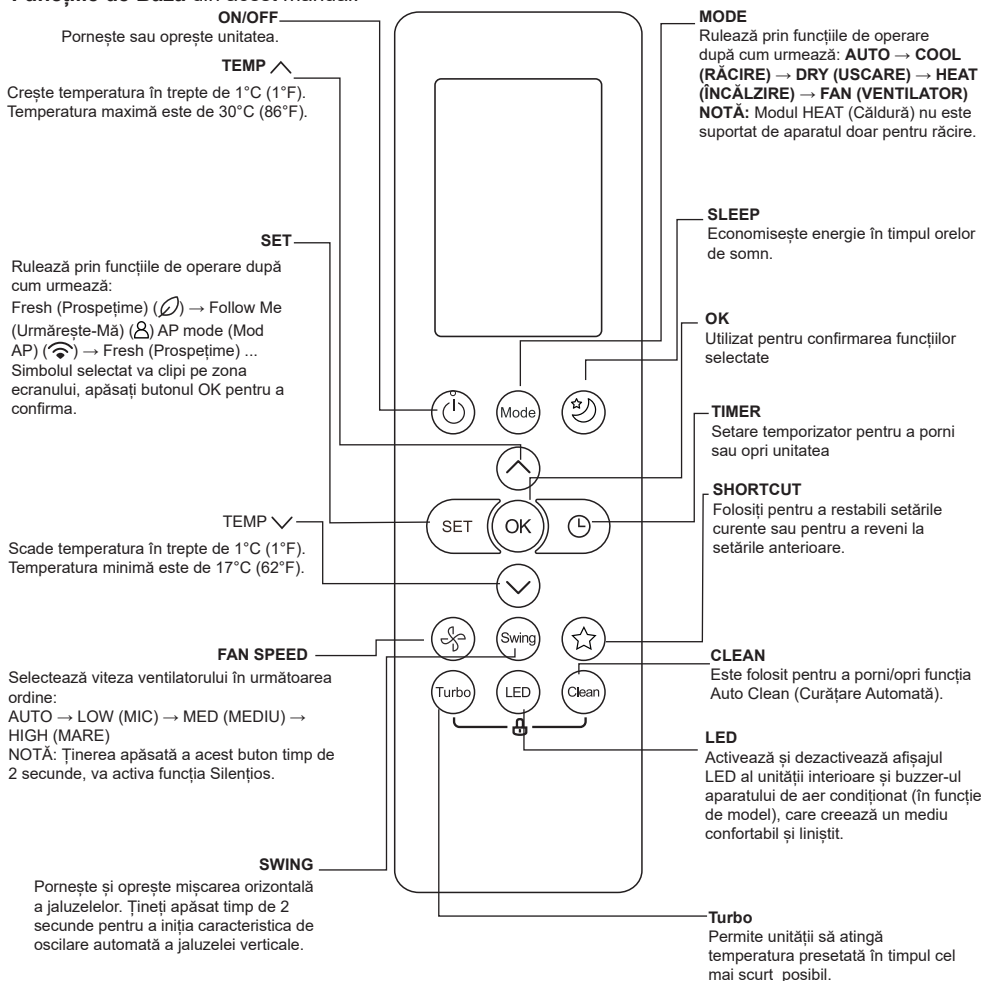 ON/OFF
Pornește sau oprește unitatea.
TEMP
Crește temperatura în trepte de 1°C (1°F).
Temperatura maximă este de 30°C (86°F).
SET
Rulează prin funcțiile de operare după
cum urmează:
Fresh (Prospețime) ( ) → Follow Me
(Urmărește-Mă) ( ) AP mode (Mod
AP) ( ) → Fresh (Prospețime) ...
Simbolul selectat va clipi pe zona
ecranului, apăsați butonul OK pentru a
confirma.
TEMP
Scade temperatura în trepte de 1°C (1°F).
Temperatura minimă este de 17°C (62°F).
FAN SPEED
Selectează viteza ventilatorului în următoarea
ordine:
AUTO → LOW (MIC) → MED (MEDIU) →
HIGH (MARE)
NOTĂ: Ținerea apăsată a acest buton timp de
2 secunde, va activa funcția Silențios.
SWING
Pornește și oprește mișcarea orizontală
a jaluzelelor. Țineți apăsat timp de 2
secunde pentru a iniția caracteristica de
oscilare automată a jaluzelei verticale.
Mode
SET
OK
Swing
Turbo
LED
Clean
MODE
Rulează prin funcțiile de operare
după cum urmează: AUTO → COOL
(RĂCIRE) → DRY (USCARE) → HEAT
(ÎNCĂLZIRE) → FAN (VENTILATOR)
NOTĂ: Modul HEAT (Căldură) nu este
suportat de aparatul doar pentru răcire.
SLEEP
Economisește energie în timpul orelor
de somn.
OK
Utilizat pentru confirmarea funcțiilor
selectate
TIMER
Setare temporizator pentru a porni
sau opri unitatea
SHORTCUT
Folosiți pentru a restabili setările
curente sau pentru a reveni la
setările anterioare.
CLEAN
Este folosit pentru a porni/opri funcția
Auto Clean (Curățare Automată).
LED
Activează și dezactivează afișajul
LED al unității interioare și buzzer-ul
aparatului de aer condiționat (în funcție
de model), care creează un mediu
confortabil și liniștit.
Turbo
Permite unității să atingă
temperatura presetată în timpul cel
mai scurt posibil.